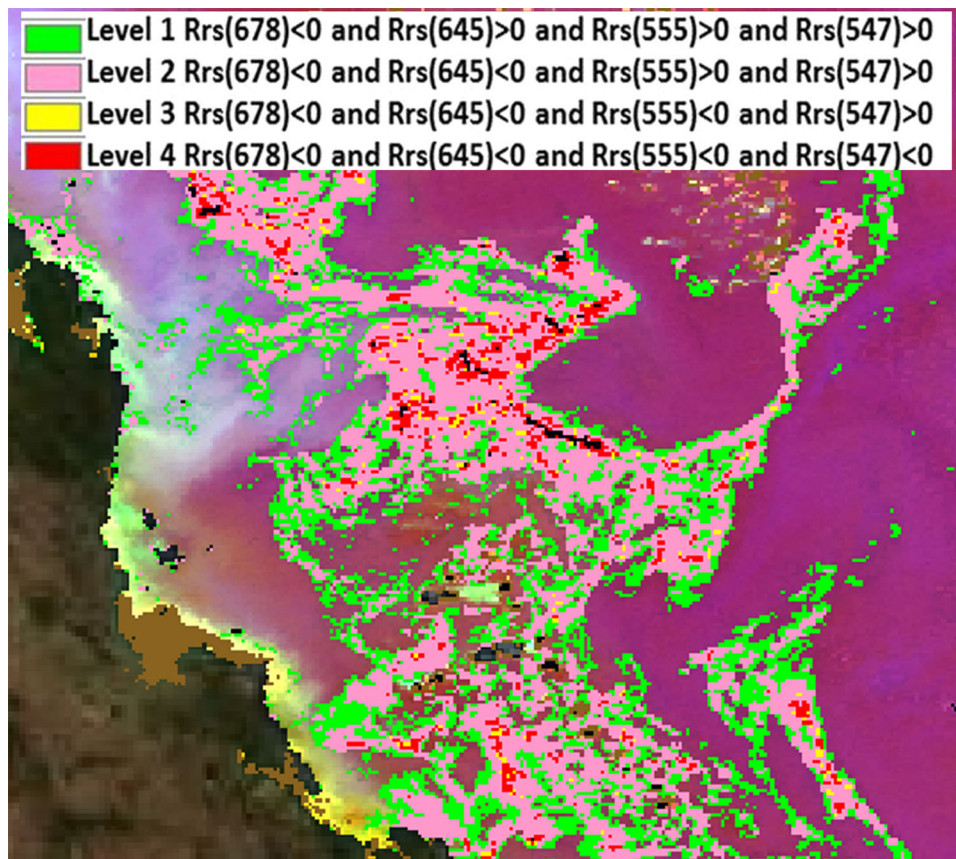 Level 1 Rrs(678)<0 and Rrs(645)>0 and Rrs(555)>0 and Rrs(547)>0
Level 2 Rrs(678)<0 and Rrs(645)<0 and Rrs(555)>0 and Rrs(547)>0
Level 3 Rrs(678)<0 and Rrs(645)<0 and Rrs(555)<0 and Rrs(547)>0
Level 4 Rrs(678)<0 and Rrs(645)<0 and Rrs(555)<0 and Rrs(547)<0